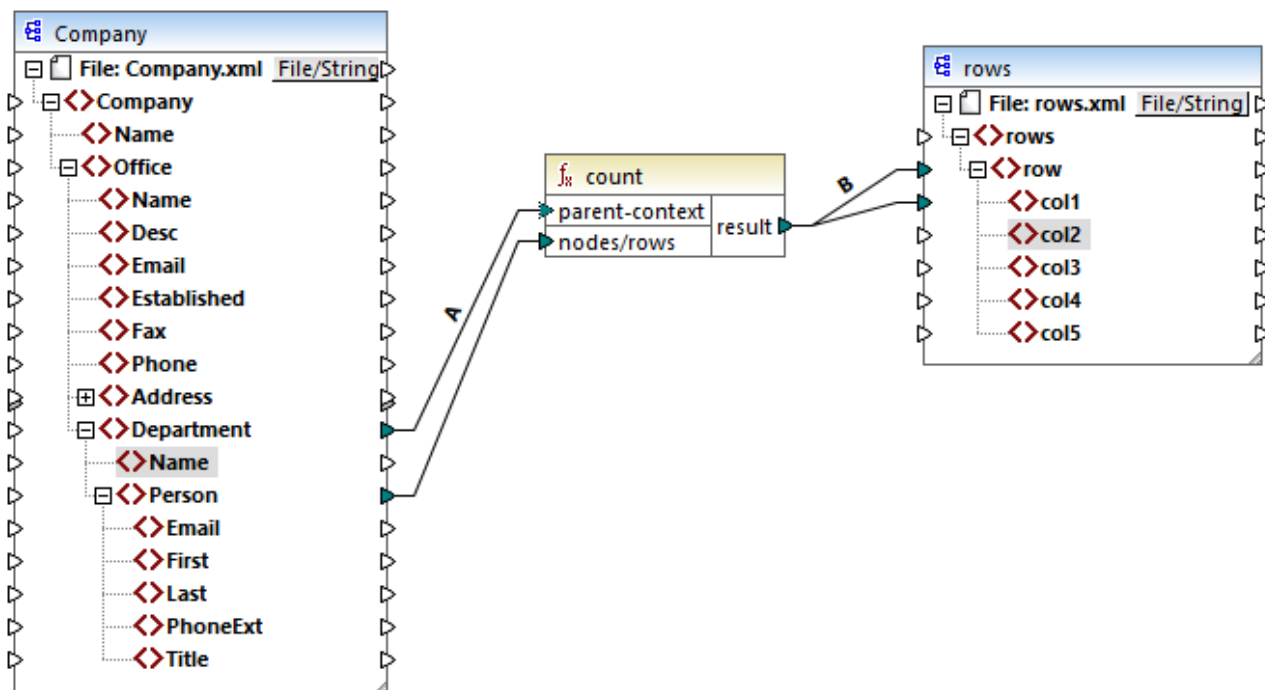 Company
File: Company.xml File/String
Company
Name
Office
Name
Desc
Email
Established
Fax
Phone
Address
Department
Name
Person
Email
First
Last
PhoneExt
Title
A
fx count
parent-context
nodes/rows
result
B
rows
File: rows.xml File/String
rows
row
col1
col2
col3
col4
col5